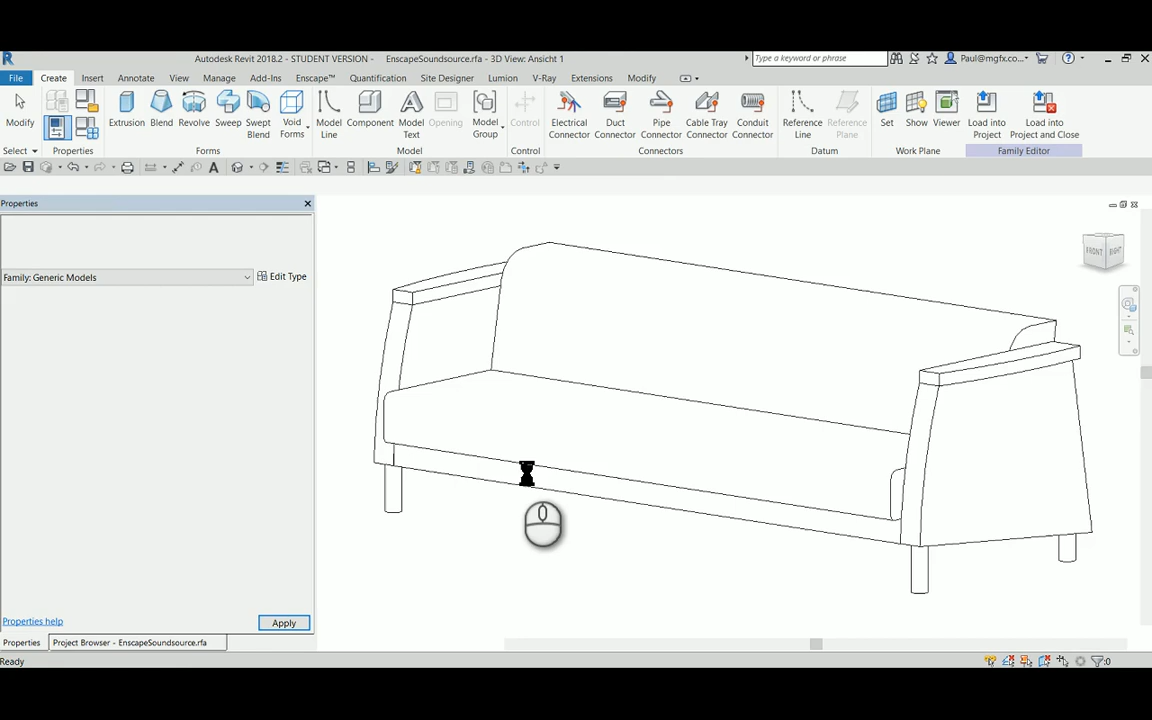 Autodesk Revit 2018.2 - STUDENT VERSION - EnscapeSoundsource.rfa - 3D View: Ansicht 1
Type a keyword or phrase
Paul@mgfx.co...
File Create Insert Annotate View Manage Add-Ins Enscape™ Quantification Site Designer Lumion V-Ray Extensions Modify
Modify Extrusion Blend Revolve Sweep Swept Blend Void Forms Model Line Component Model Text Opening Model Group Control Electrical Connector Duct Connector Pipe Connector Cable Tray Connector Conduit Connector Reference Line Reference Plane Set Show Viewer Load into Project Load into Project and Close
Select Properties Forms Model Control Connectors Datum Work Plane Family Editor
Properties
FRONT RIGHT
Family: Generic Models
Edit Type
Properties help
Apply
Properties
Project Browser - EnscapeSoundsource.rfa
Ready
:0